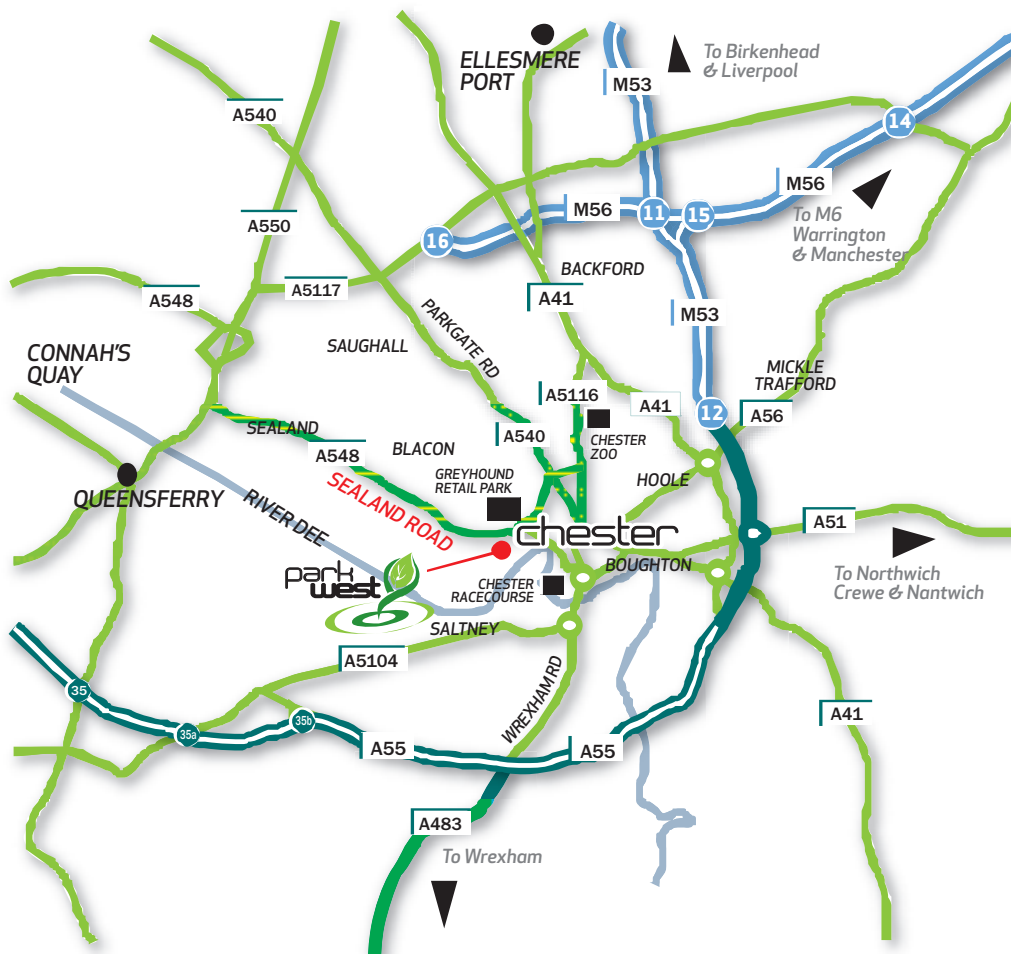 ELLESMERE
PORT
To Birkenhead
& Liverpool
M53
A540
14
M56
A550
M56
11
15
To M6
Warrington
& Manchester
16
BACKFORD
A5117
A548
A41
PARKGATE RD
M53
SAUGHALL
CONNAH'S
QUAY
MICKLE
TRAFFORD
A5116
A41
12
A56
SEALAND
A540
CHESTER
ZOO
A548
BLACON
GREYHOUND
RETAIL PARK
HOOLE
QUEENSFERRY
SEALAND ROAD
RIVER DEE
chester
A51
BOUGHTON
park
west
CHESTER
RACECOURSE
To Northwich
Crewe & Nantwich
SALTNEY
A5104
WREXHAM RD
35
35a
35b
A41
A55
A55
A483
To Wrexham